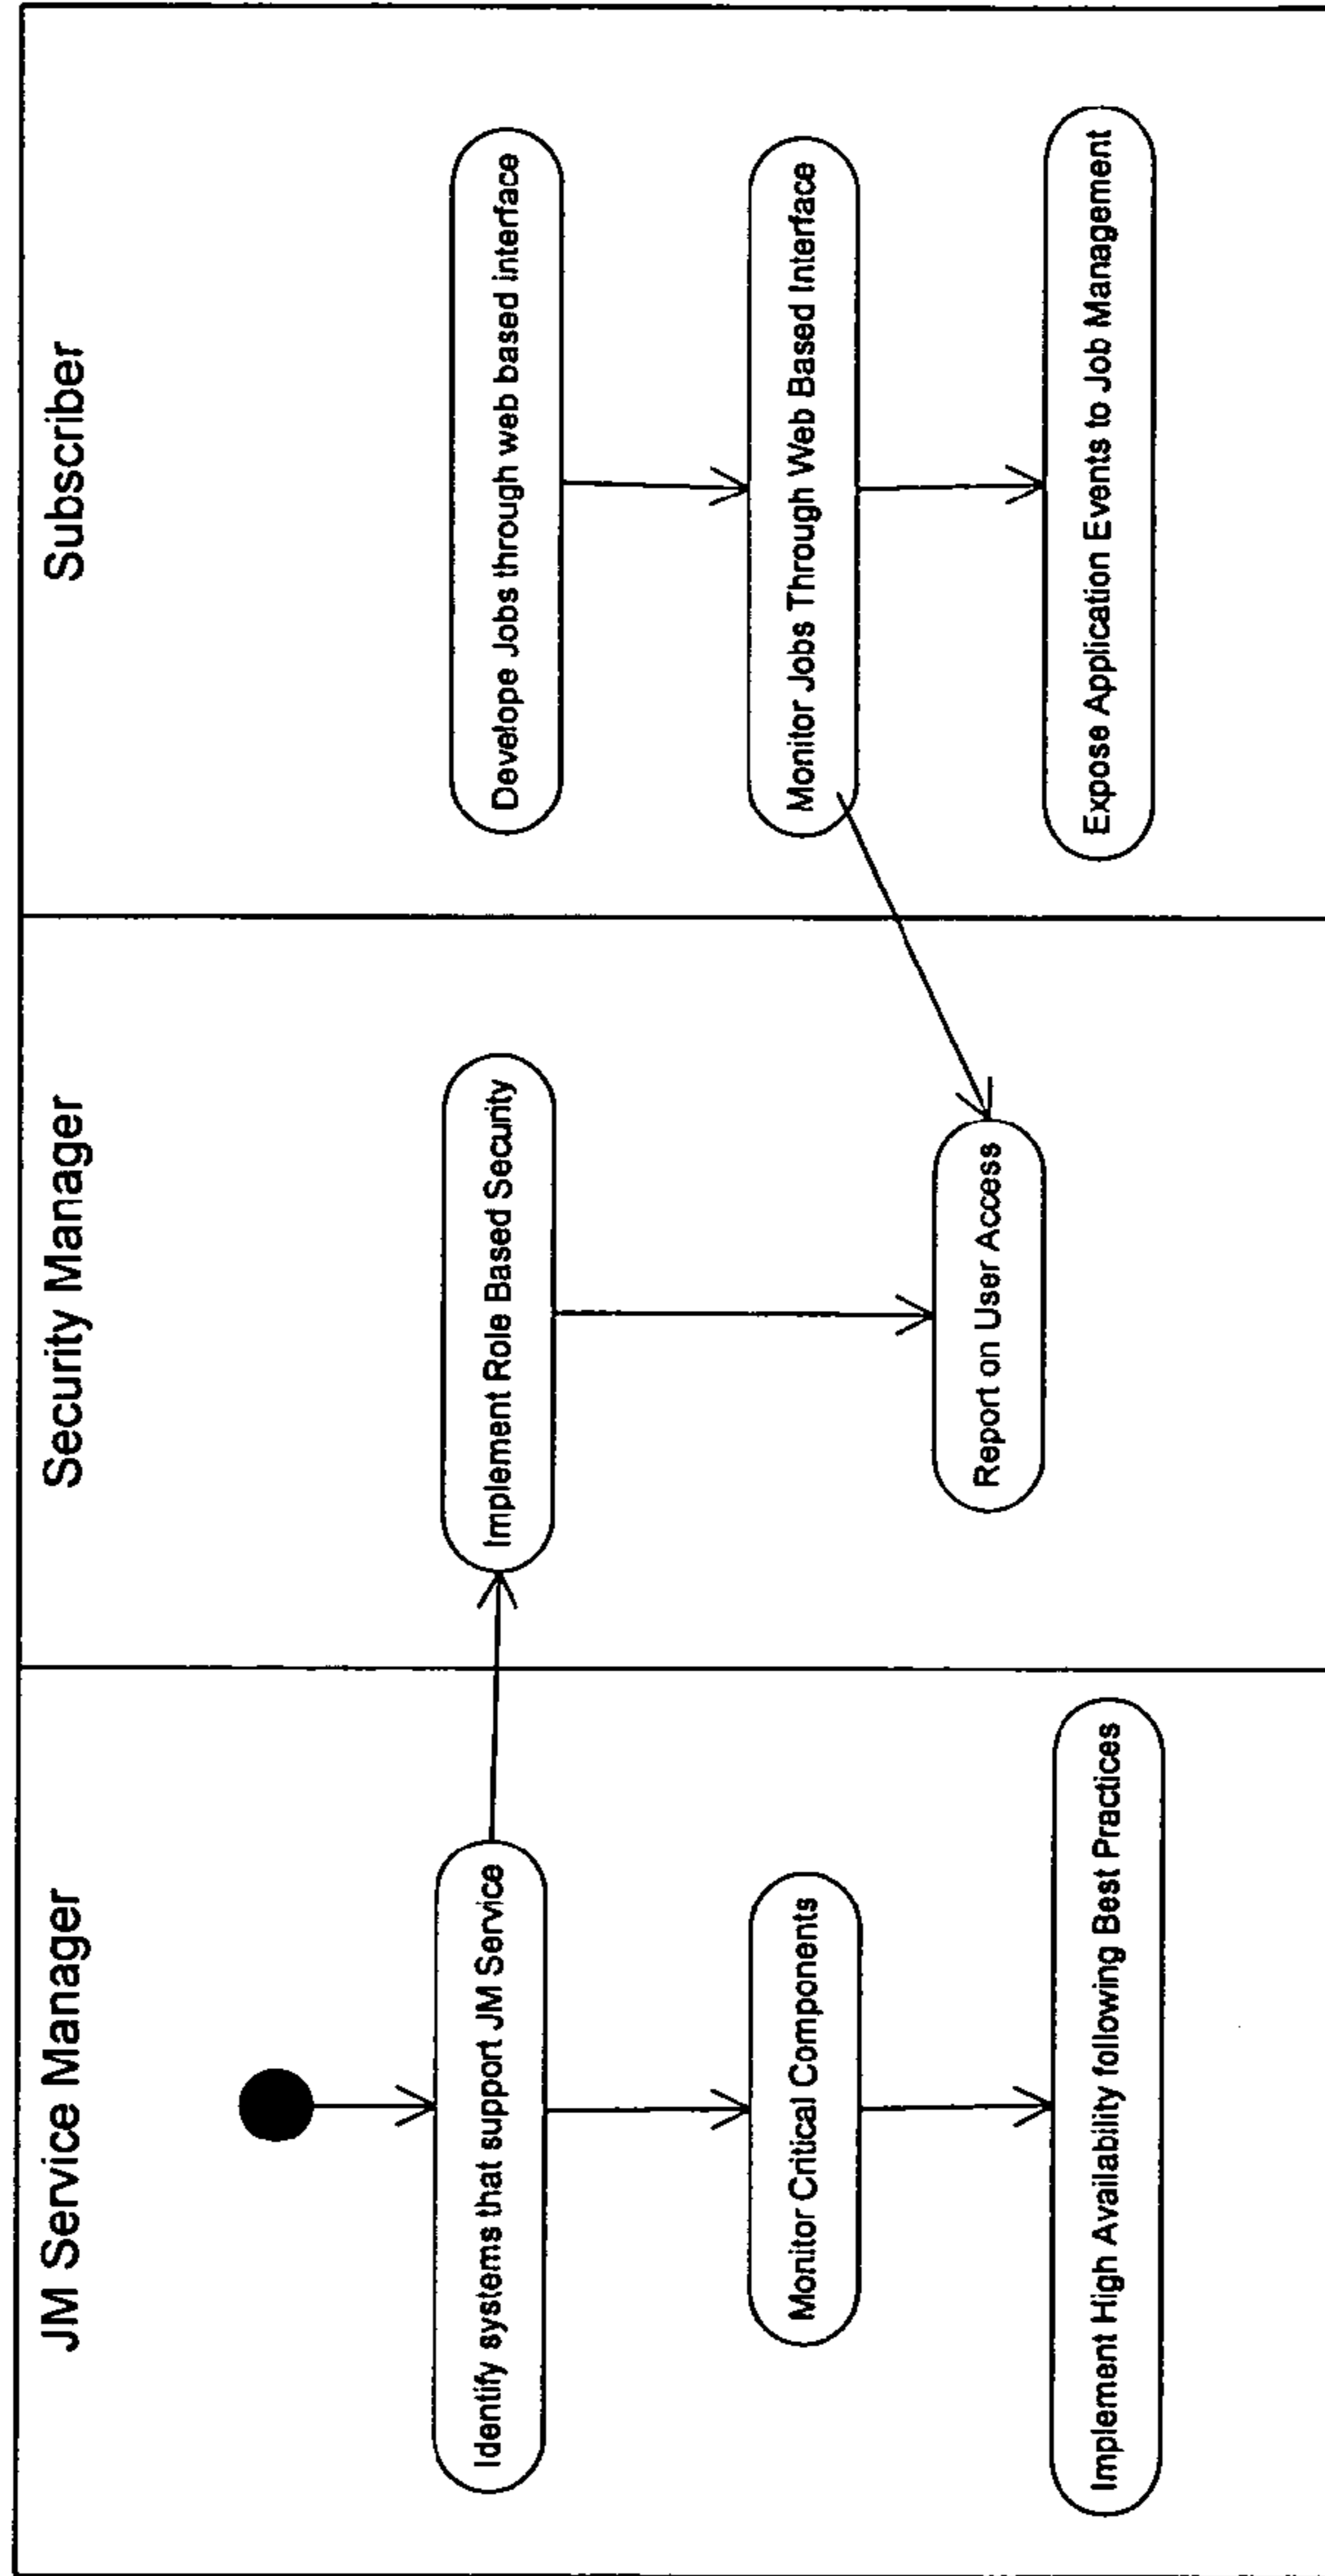 JM Service Manager
Security Manager
Subscriber
Identify systems that support JM Service
Implement Role Based Security
Develope Jobs through web based interface
Monitor Critical Components
Monitor Jobs Through Web Based Interface
Report on User Access
Implement High Availability following Best Practices
Expose Application Events to Job Management